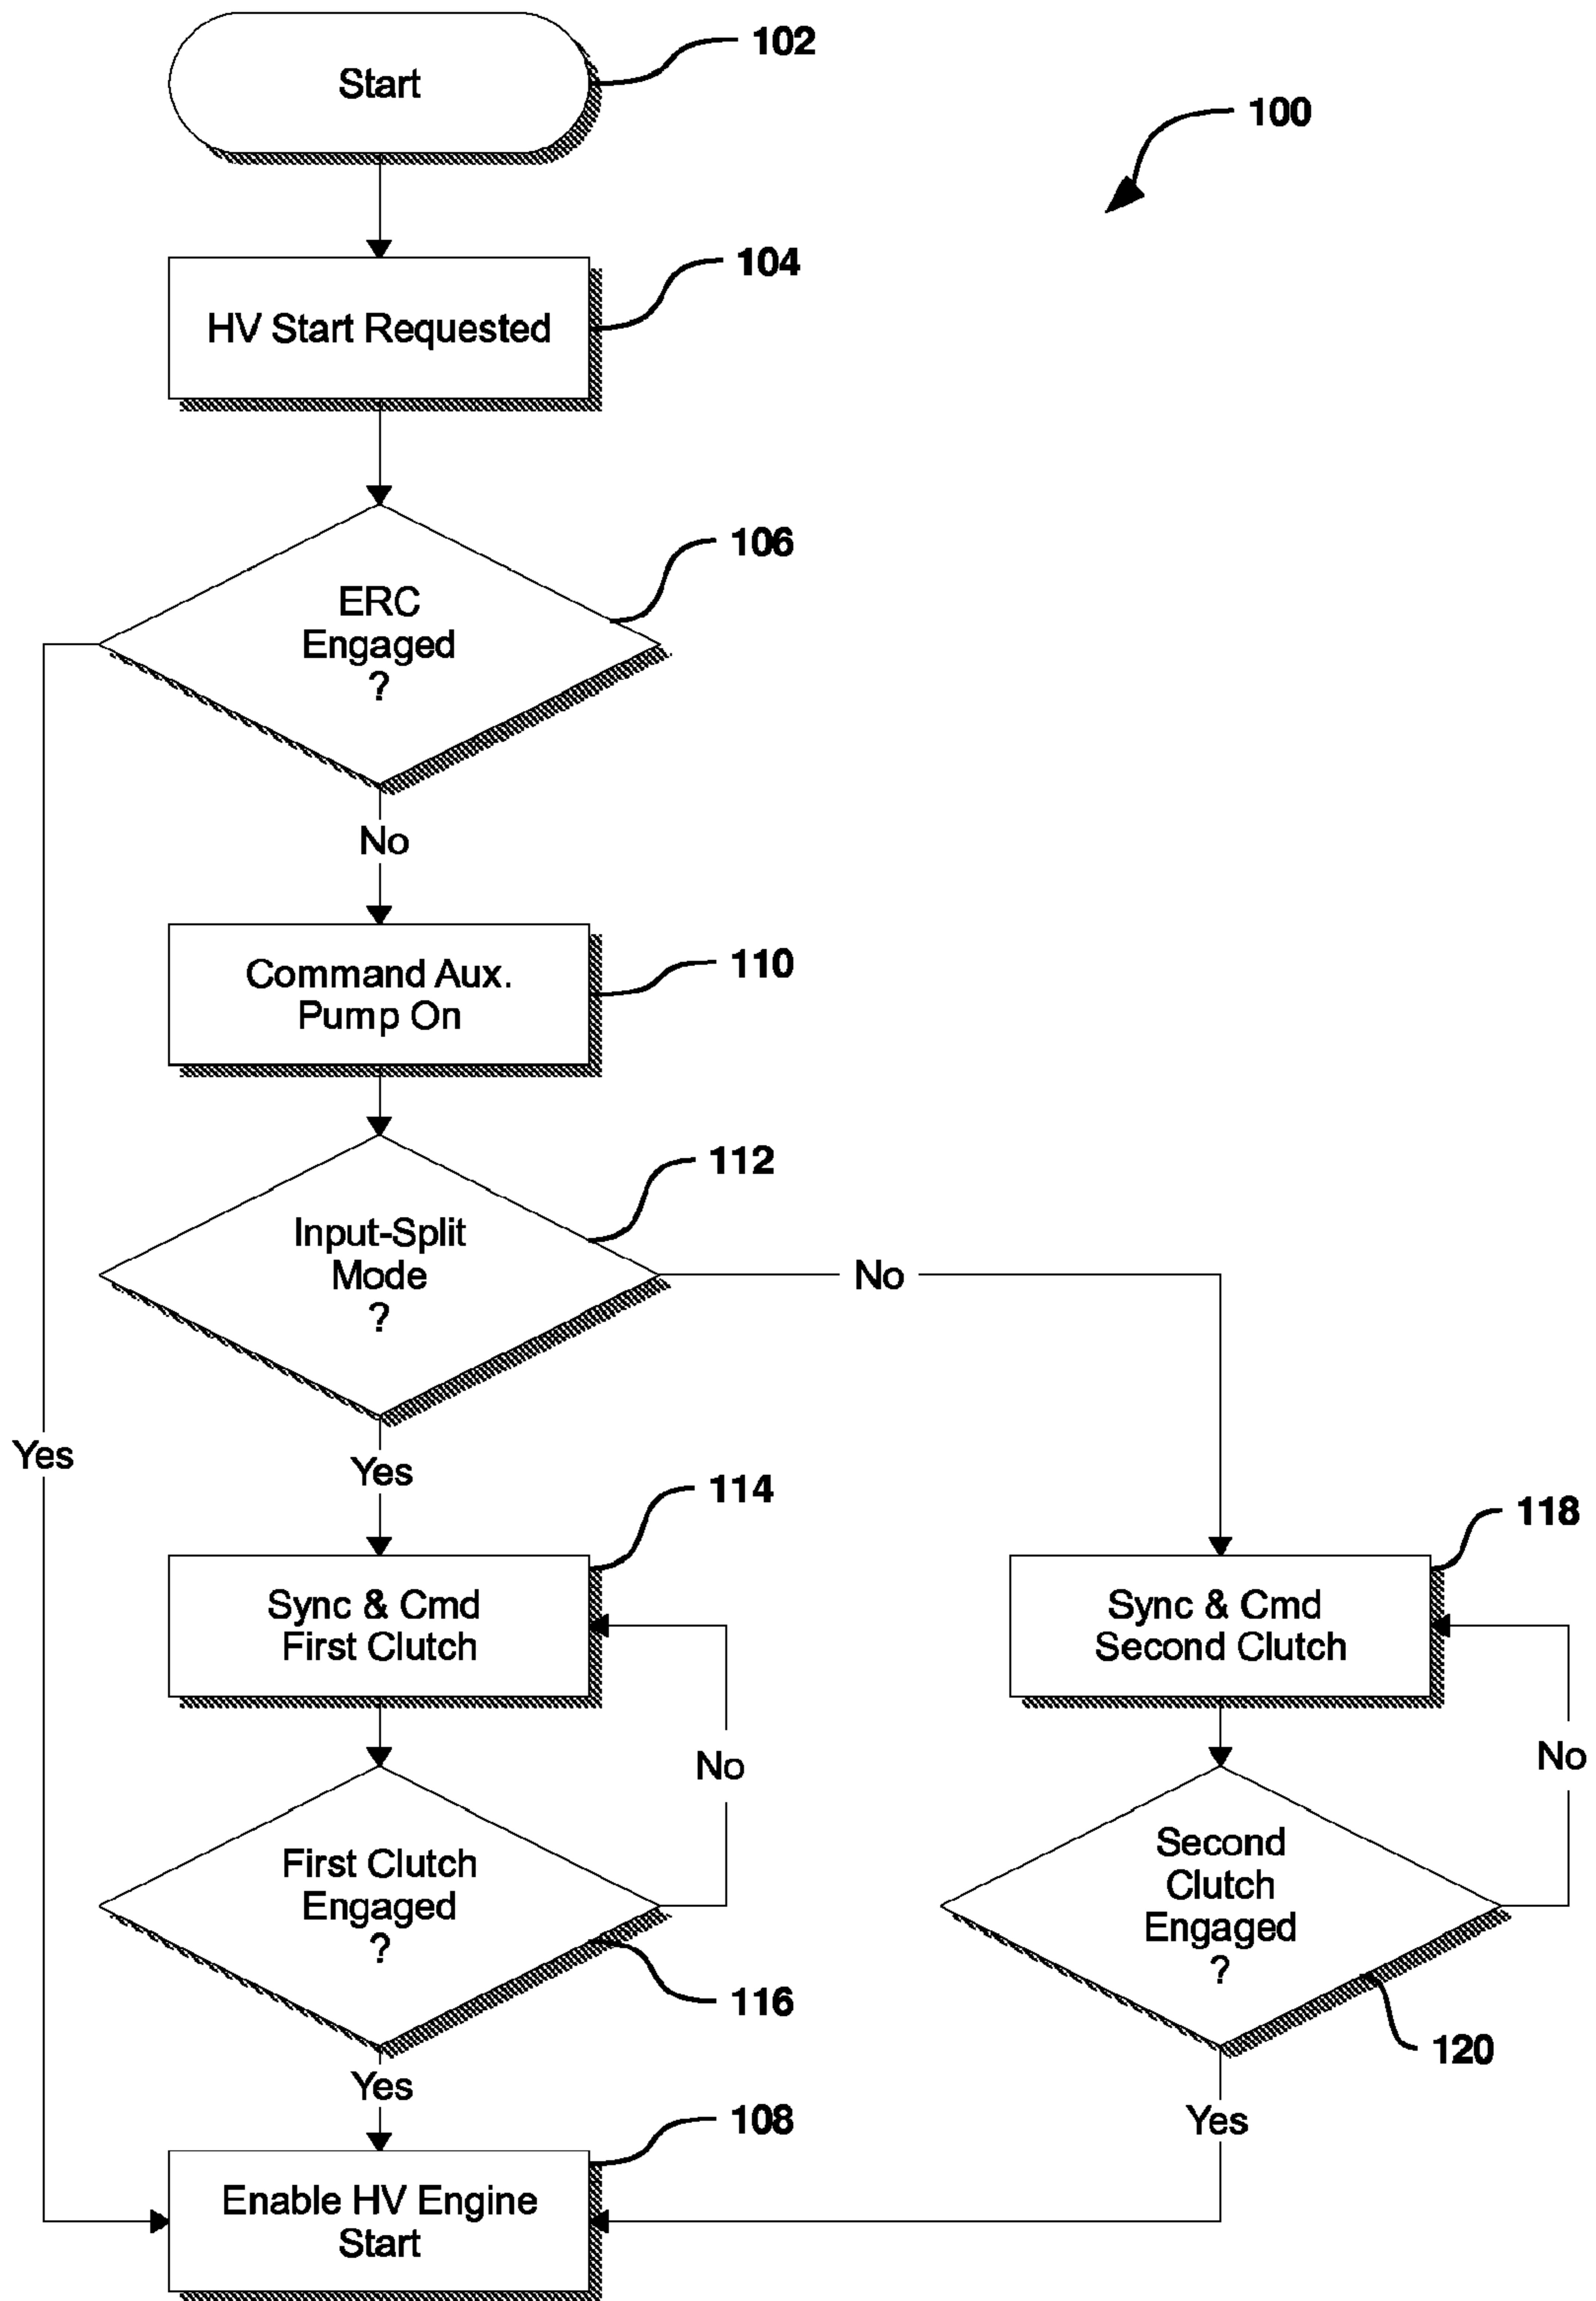 Start
102
100
HV Start Requested
104
ERC
Engaged
?
106
No
Command Aux.
Pump On
110
Input-Split
Mode
?
112
No
Yes
Yes
Sync & Cmd
First Clutch
114
Sync & Cmd
Second Clutch
118
No
No
First Clutch
Engaged
?
116
Second
Clutch
Engaged
?
120
Yes
Yes
Enable HV Engine
Start
108